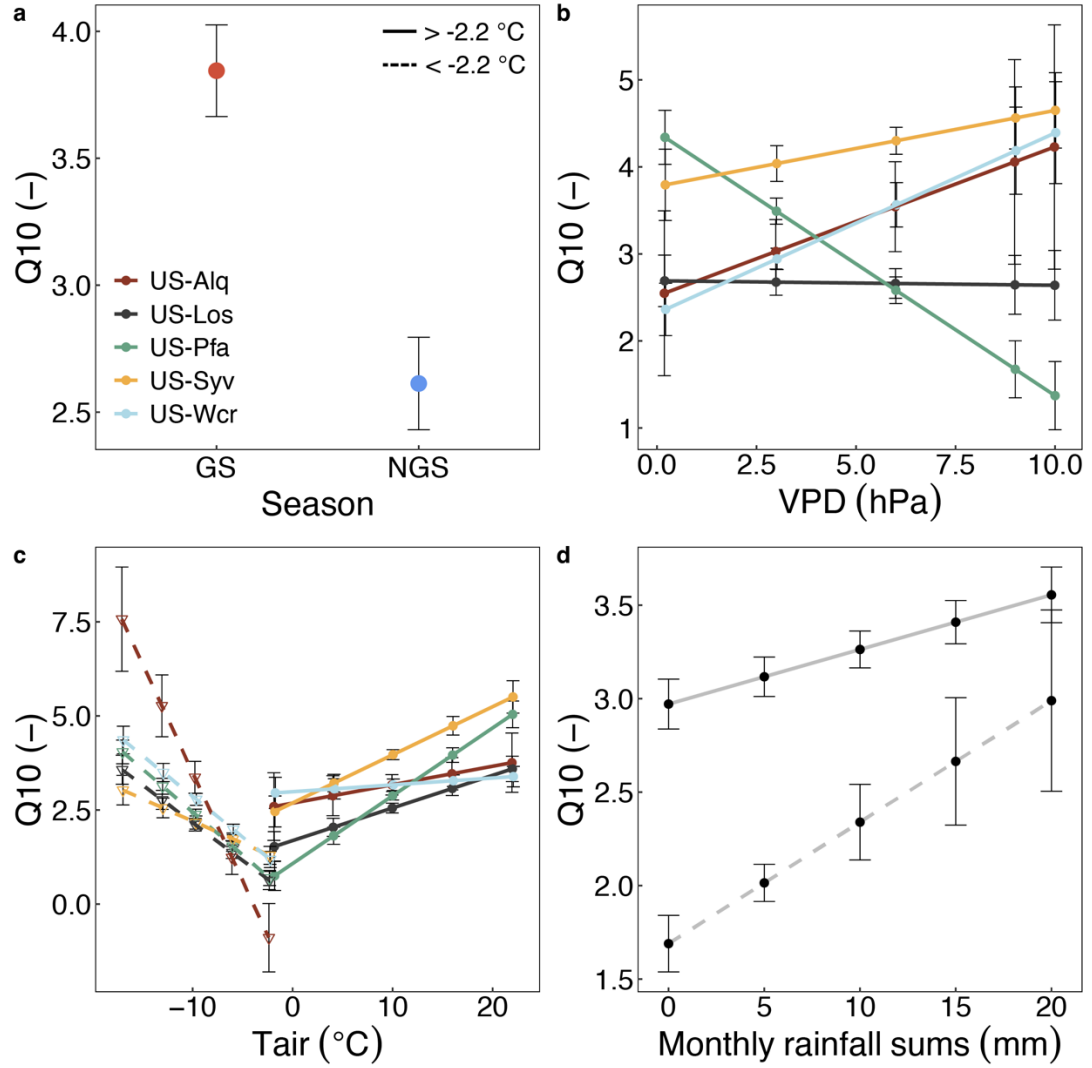 a
4.0
3.5
3.0
2.5
Q10 (–)
> -2.2 °C
< -2.2 °C
US-Alq
US-Los
US-Pfa
US-Syv
US-Wcr
GS
NGS
Season
b
5
4
3
2
1
Q10 (–)
0.0 2.5 5.0 7.5 10.0
VPD (hPa)
c
7.5
5.0
2.5
0.0
Q10 (–)
−10 0 10 20
Tair (°C)
d
3.5
3.0
2.5
2.0
1.5
Q10 (–)
0 5 10 15 20
Monthly rainfall sums (mm)